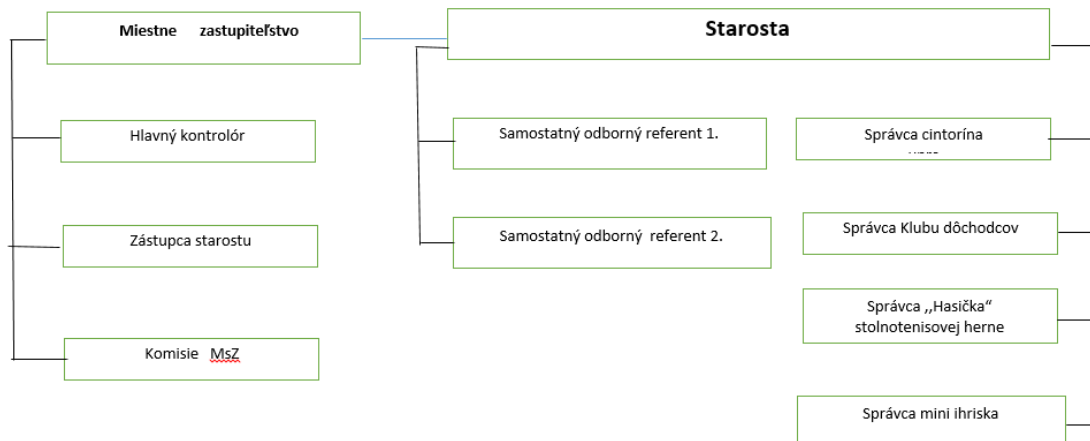 Miestne zastupiteľstvo
Starosta
Hlavný kontrolór
Samostatný odborný referent 1.
Správca cintorína
Zástupca starostu
Samostatný odborný referent 2.
Správca Klubu dôchodcov
Správca ,,Hasička“
stolnotenisovej herne
Komisie MsZ
Správca mini ihriska